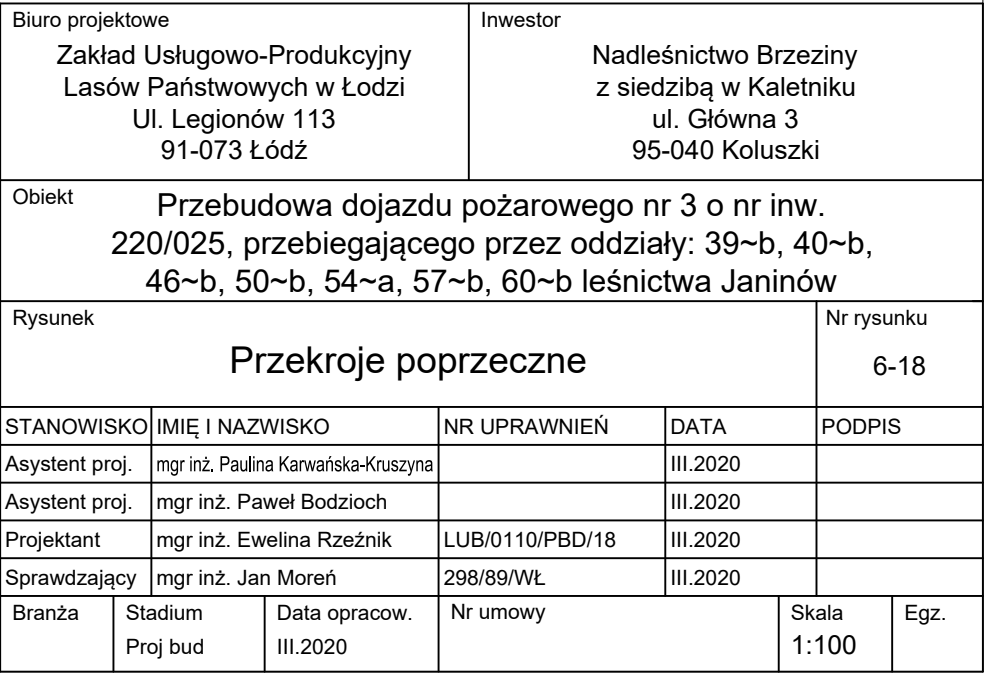 Biuro projektowe
Zakład Usługowo-Produkcyjny
Lasów Państwowych w Łodzi
Ul. Legionów 113
91-073 Łódź
Inwestor
Nadleśnictwo Brzeziny
z siedzibą w Kaletniku
ul. Główna 3
95-040 Koluszki
Obiekt
Przebudowa dojazdu pożarowego nr 3 o nr inw.
220/025, przebiegającego przez oddziały: 39~b, 40~b,
46~b, 50~b, 54~a, 57~b, 60~b leśnictwa Janinów
Rysunek
Przekroje poprzeczne
Nr rysunku
6-18
STANOWISKO IMIĘ I NAZWISKO NR UPRAWNIEŃ DATA PODPIS
Asystent proj. mgr inż. Paulina Karwańska-Kruszyna III.2020
Asystent proj. mgr inż. Paweł Bodzioch III.2020
Projektant mgr inż. Ewelina Rzeźnik LUB/0110/PBD/18 III.2020
Sprawdzający mgr inż. Jan Moreń 298/89/WŁ III.2020
Branża Stadium Data opracow. Nr umowy Skala Egz.
Proj bud III.2020 1:100